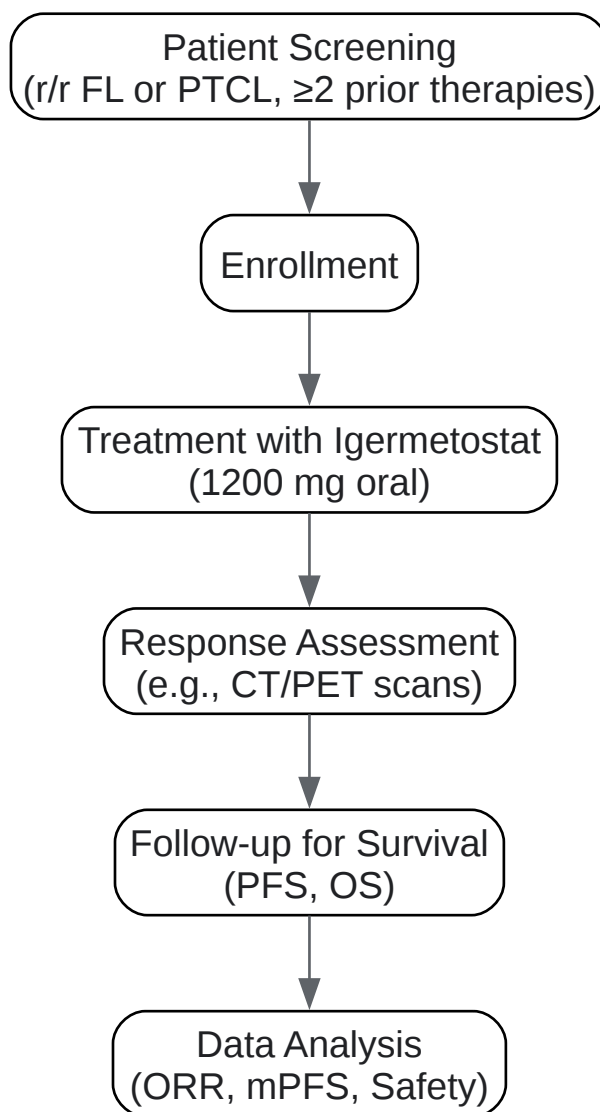 Patient Screening
(r/r FL or PTCL, ≥2 prior therapies)
Enrollment
Treatment with Igermetostat
(1200 mg oral)
Response Assessment
(e.g., CT/PET scans)
Follow-up for Survival
(PFS, OS)
Data Analysis
(ORR, mPFS, Safety)